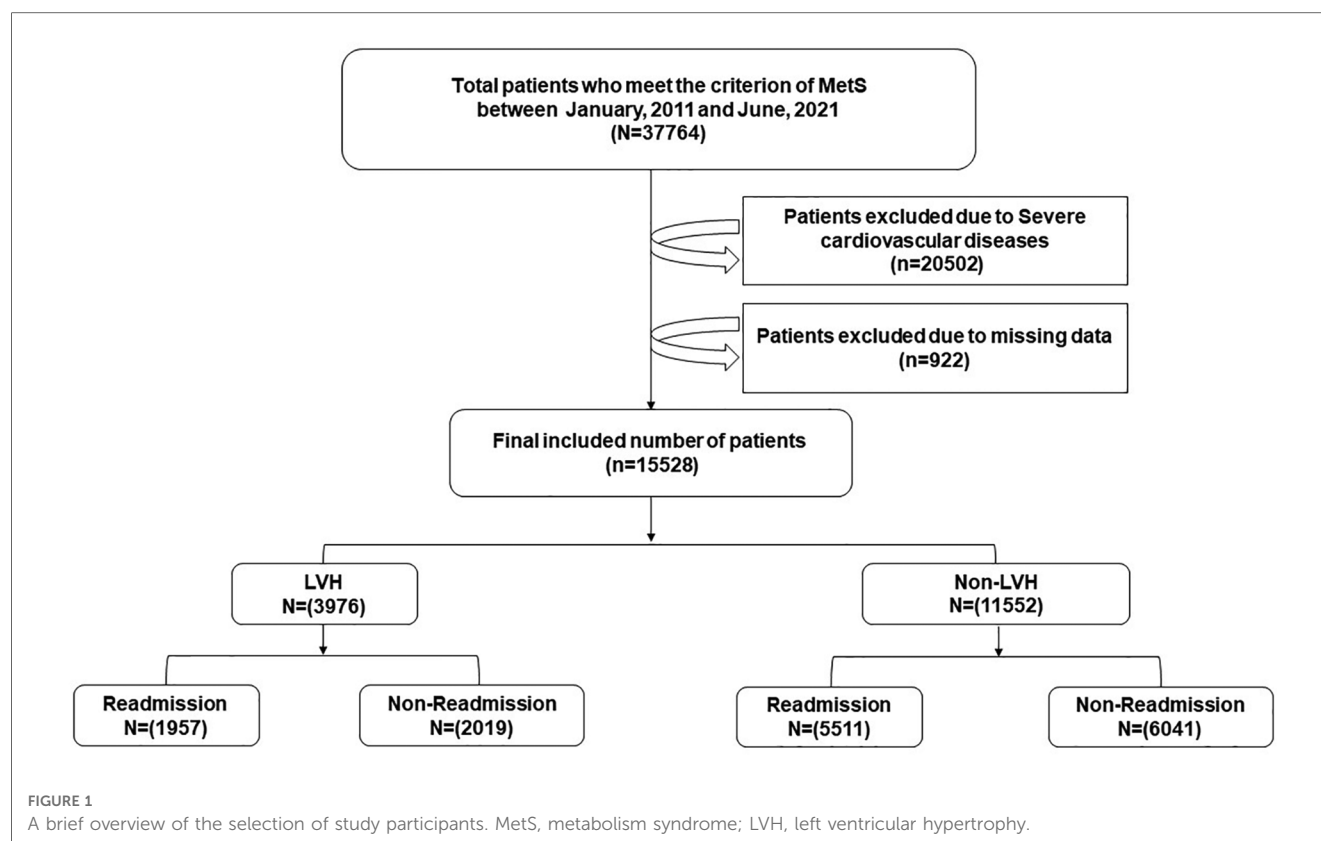 Total patients who meet the criterion of MetS
between January, 2011 and June, 2021
(N=37764)
Patients excluded due to Severe
cardiovascular diseases
(n=20502)
Patients excluded due to missing data
(n=922)
Final included number of patients
(n=15528)
LVH
N=(3976)
Non-LVH
N=(11552)
Readmission
N=(1957)
Non-Readmission
N=(2019)
Readmission
N=(5511)
Non-Readmission
N=(6041)
FIGURE 1
A brief overview of the selection of study participants. MetS, metabolism syndrome; LVH, left ventricular hypertrophy.